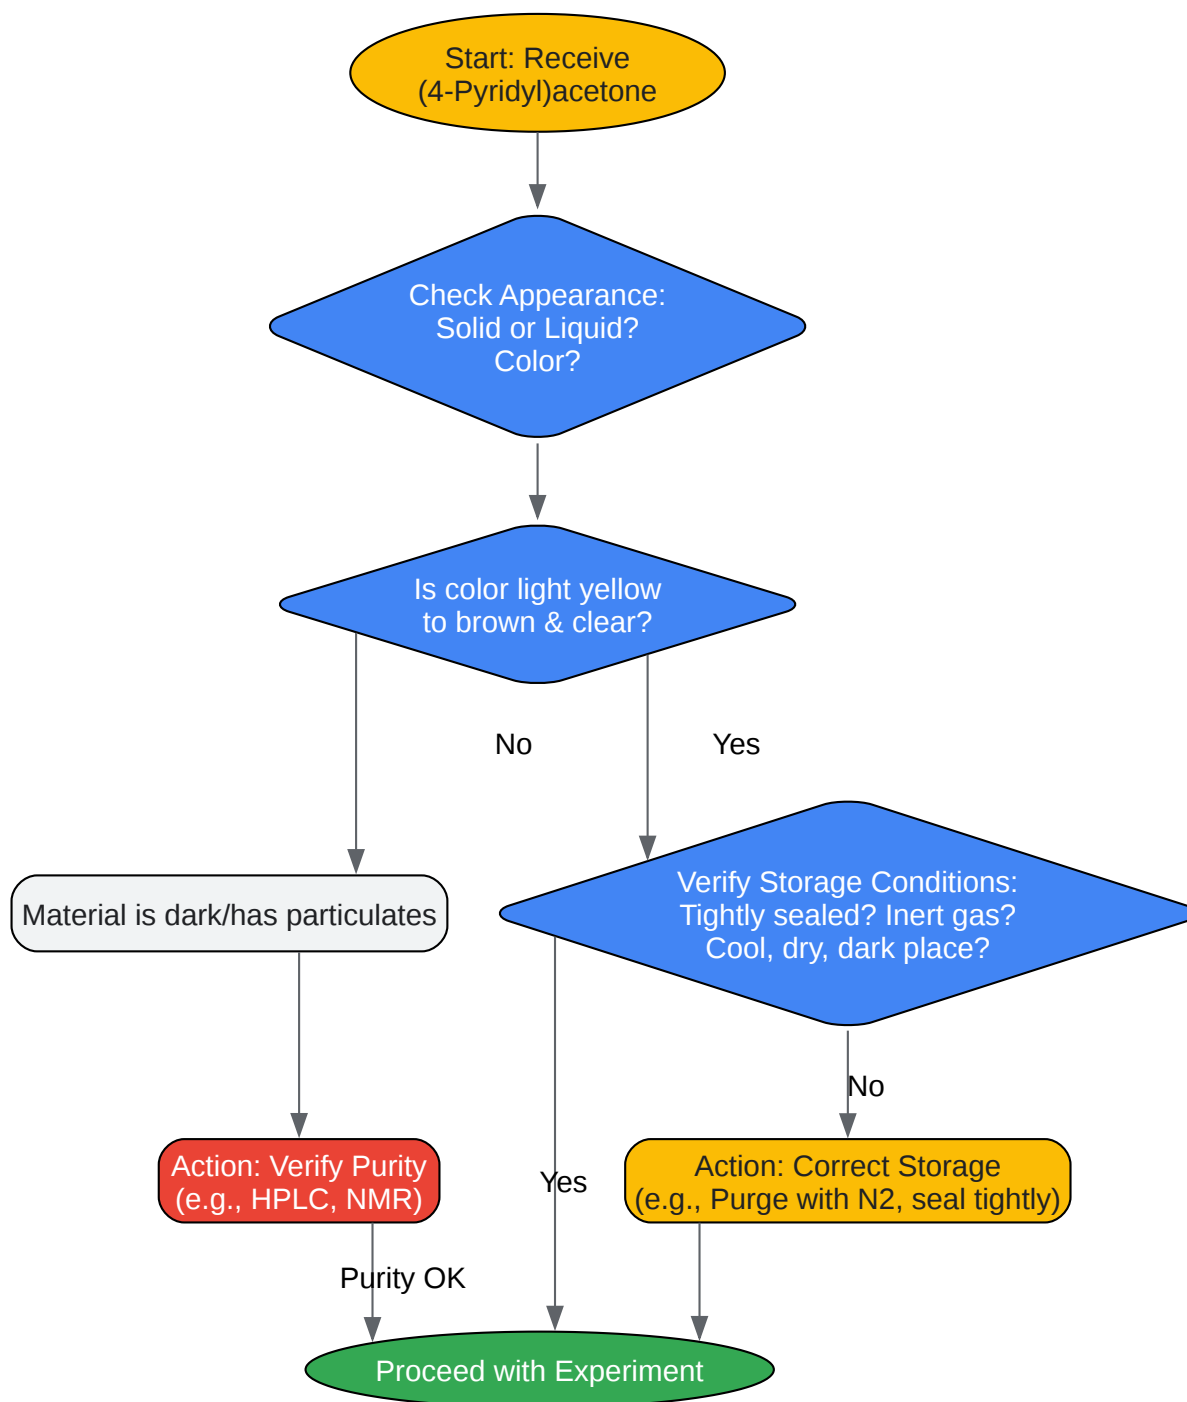 Start: Receive
(4-Pyridyl)acetone
Check Appearance:
Solid or Liquid?
Color?
Is color light yellow
to brown & clear?
No
Yes
Verify Storage Conditions:
Tightly sealed? Inert gas?
Cool, dry, dark place?
Material is dark/has particulates
No
Action: Verify Purity
(e.g., HPLC, NMR)
Yes
Action: Correct Storage
(e.g., Purge with N2, seal tightly)
Purity OK
Proceed with Experiment